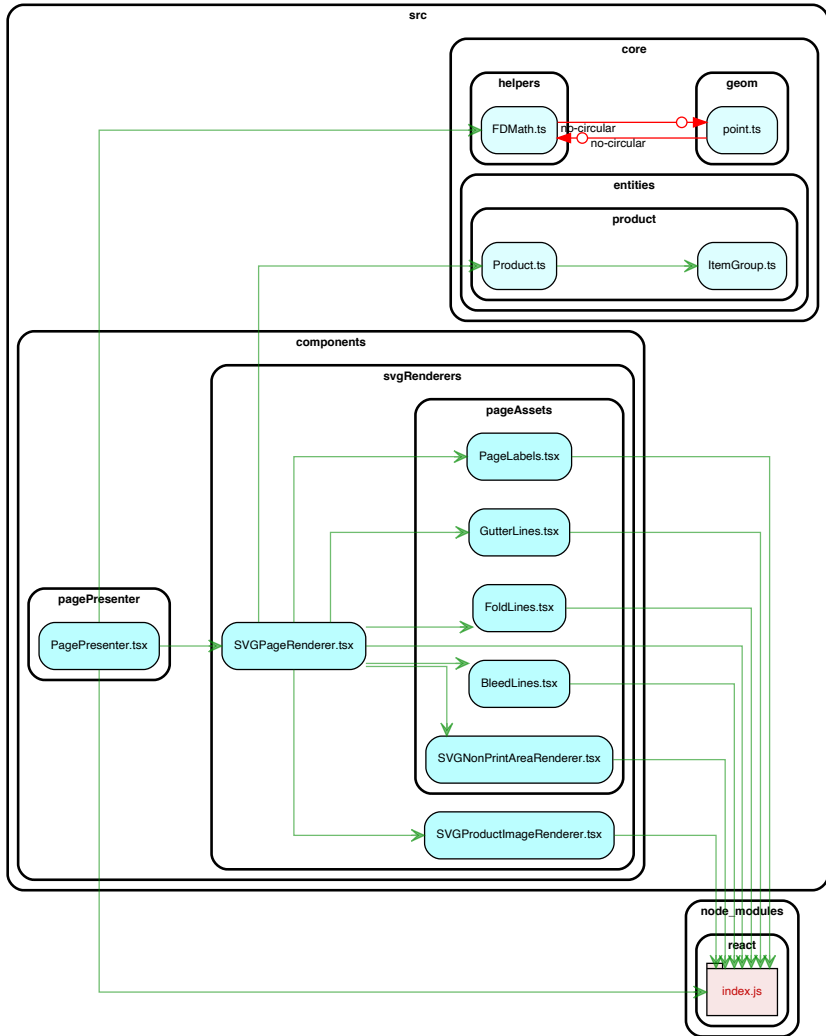 src
core
helpers
geom
FDMath.ts
no-circular
point.ts
no-circular
entities
product
Product.ts
ItemGroup.ts
components
svgRenderers
pageAssets
PageLabels.tsx
GutterLines.tsx
pagePresenter
FoldLines.tsx
PagePresenter.tsx
SVGPageRenderer.tsx
BleedLines.tsx
SVGNonPrintAreaRenderer.tsx
SVGProductImageRenderer.tsx
node_modules
react
index.js